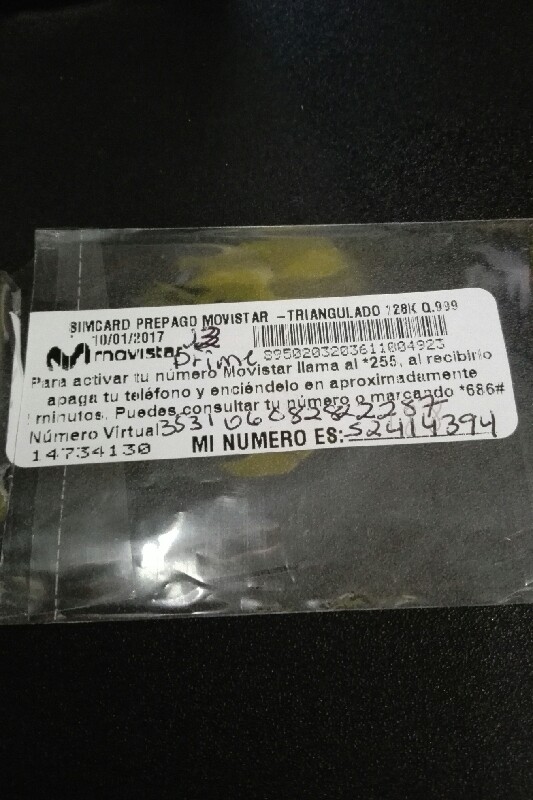 SIMCARD PREPAGO MOVISTAR -TRIANGULADO 128K Q.999
10/01/2017
movistar prime 8950203203611004923
Para activar tu número Movistar llama al *255, al recibirlo
apaga tu teléfono y enciéndelo en aproximadamente
minutos. Puedes consultar tu número o marcando *686#
Número Virtual
14734130
MI NUMERO ES: 52414394